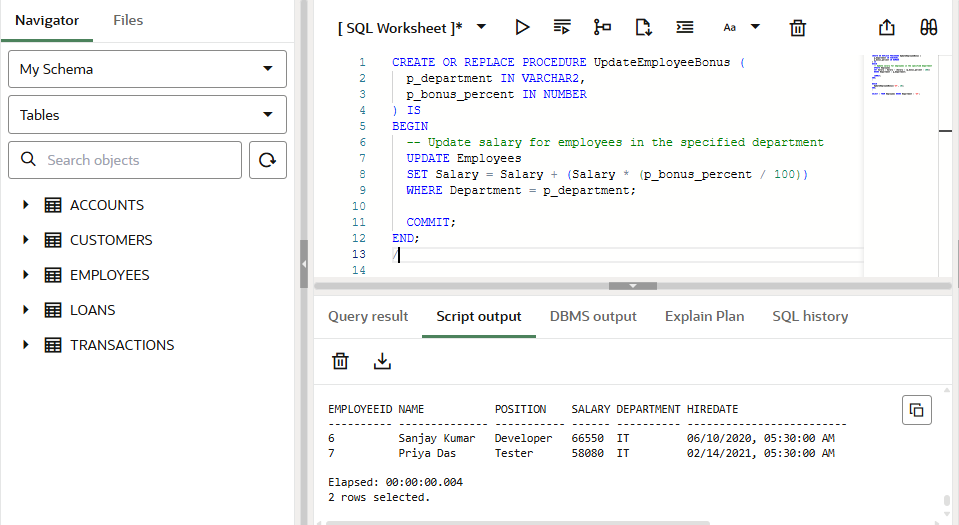 Navigator Files
My Schema
Tables
Search objects
ACCOUNTS
CUSTOMERS
EMPLOYEES
LOANS
TRANSACTIONS
[ SQL Worksheet ]* Aa
1 CREATE OR REPLACE PROCEDURE UpdateEmployeeBonus (
2 p_department IN VARCHAR2,
3 p_bonus_percent IN NUMBER
4 ) IS
5 BEGIN
6 -- Update salary for employees in the specified department
7 UPDATE Employees
8 SET Salary = Salary + (Salary * (p_bonus_percent / 100))
9 WHERE Department = p_department;
10
11 COMMIT;
12 END;
13 /
14
Query result Script output DBMS output Explain Plan SQL history
EMPLOYEEID NAME POSITION SALARY DEPARTMENT HIREDATE
---------- -------------- ----------- ------ ---------- -------------------------
6 Sanjay Kumar Developer 66550 IT 06/10/2020, 05:30:00 AM
7 Priya Das Tester 58080 IT 02/14/2021, 05:30:00 AM
Elapsed: 00:00:00.004
2 rows selected.